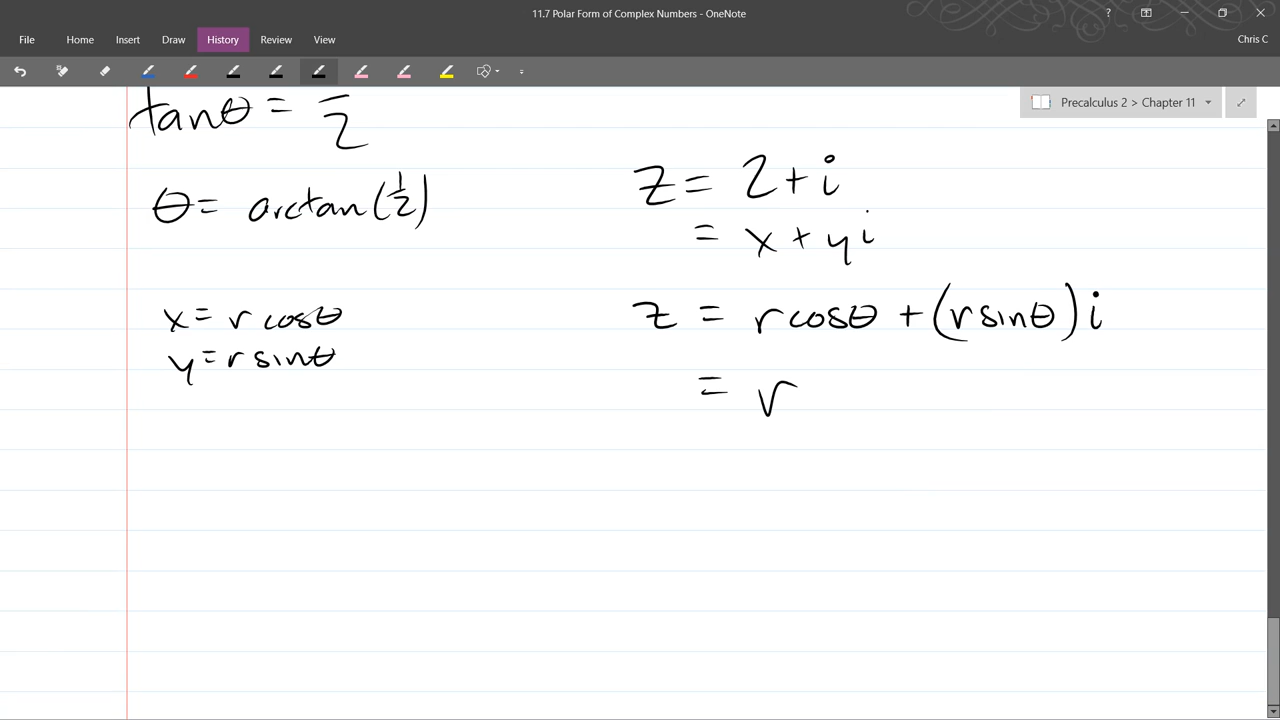 11.7 Polar Form of Complex Numbers - OneNote
File Home Insert Draw History Review View Chris C
Precalculus 2 > Chapter 11
tanθ = –/2
θ = arctan(1/2)
x = r cosθ
y = r sinθ
z = 2 + i
= x + yi
z = r cosθ + (r sinθ) i
= r